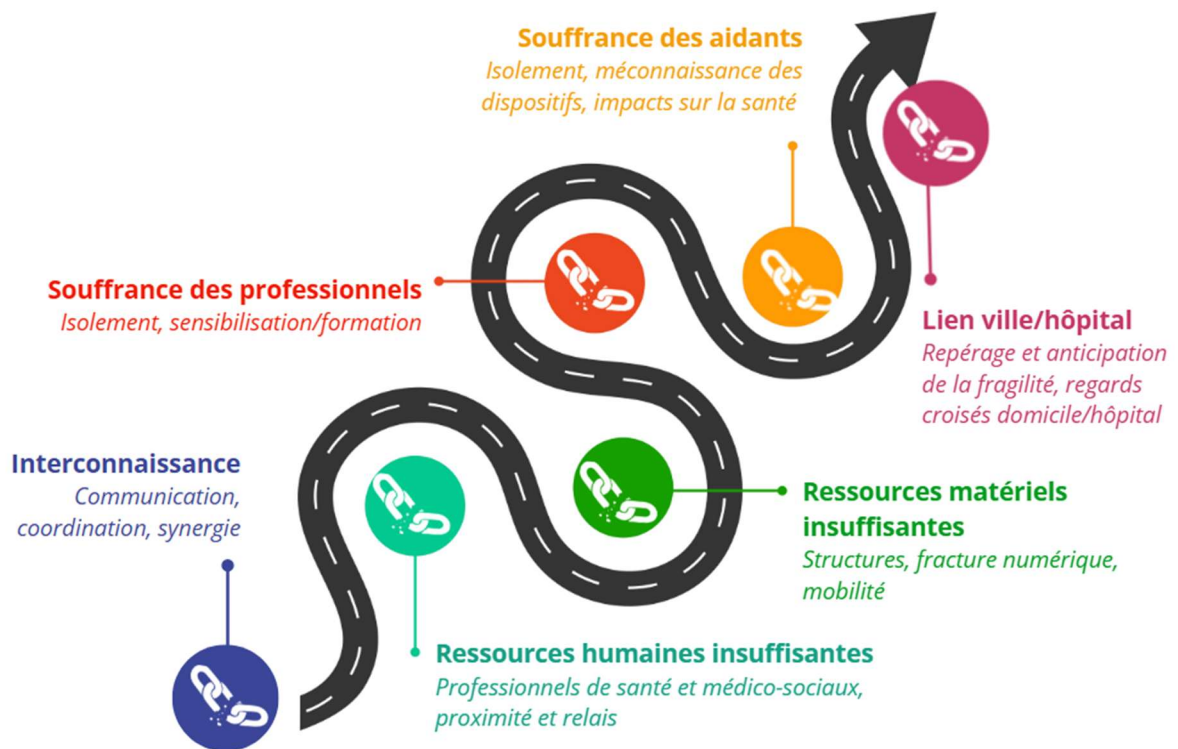 Souffrance des aidants
Isolement, méconnaissance des
dispositifs, impacts sur la santé
Souffrance des professionnels
Isolement, sensibilisation/formation
Lien ville/hôpital
Repérage et anticipation
de la fragilité, regards
croisés domicile/hôpital
Interconnaissance
Communication,
coordination, synergie
Ressources matériels
insuffisantes
Structures, fracture numérique,
mobilité
Ressources humaines insuffisantes
Professionnels de santé et médico-sociaux,
proximité et relais